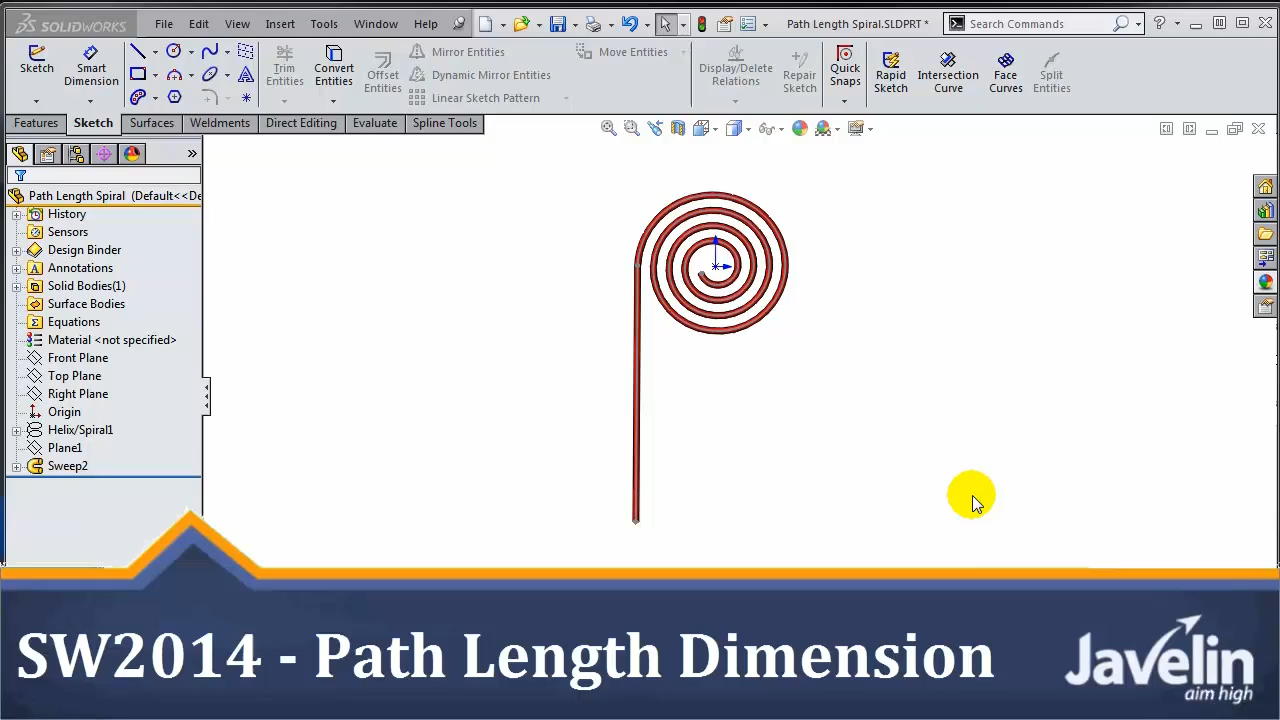 SOLIDWORKS File Edit View Insert Tools Window Help Path Length Spiral.SLDPRT * Search Commands
Sketch
Smart Dimension
Trim Entities
Convert Entities
Offset Entities
Mirror Entities
Dynamic Mirror Entities
Linear Sketch Pattern
Move Entities
Display/Delete Relations
Repair Sketch
Quick Snaps
Rapid Sketch
Intersection Curve
Face Curves
Split Entities
Features Sketch Surfaces Weldments Direct Editing Evaluate Spline Tools
Path Length Spiral (Default<<De
History
Sensors
Design Binder
Annotations
Solid Bodies(1)
Surface Bodies
Equations
Material <not specified>
Front Plane
Top Plane
Right Plane
Origin
Helix/Spiral1
Plane1
Sweep2
SW2014 - Path Length Dimension
Javelin
aim high